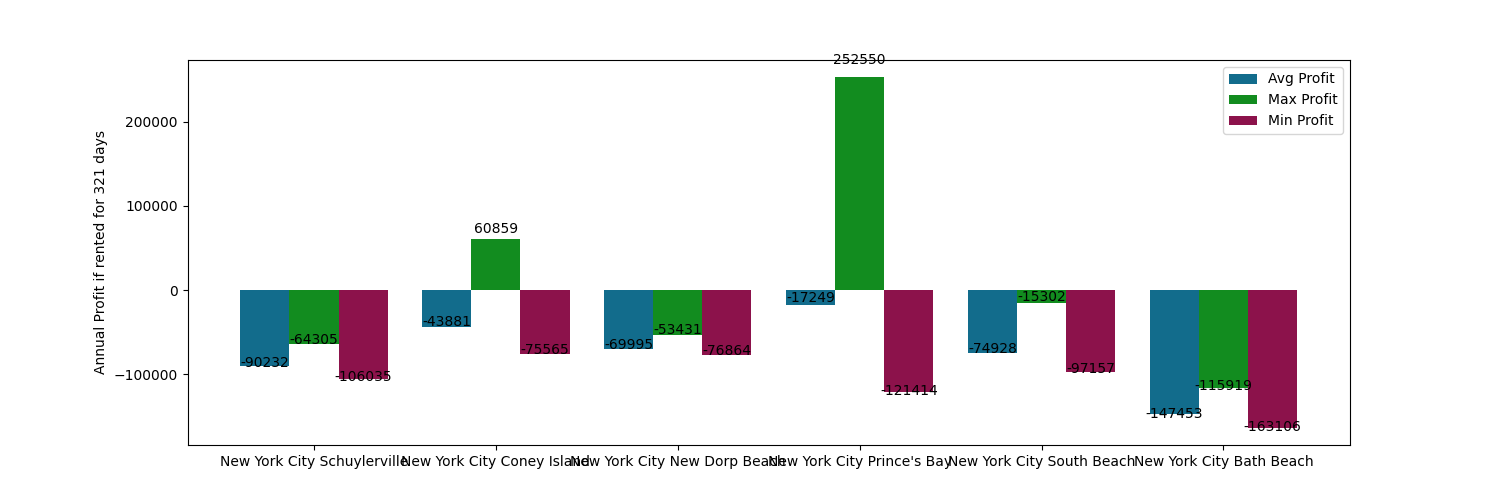 252550
Avg Profit
Max Profit
Min Profit
200000
100000
60859
0
-17249
-15302
-43881
-64305
-53431
-69995
-74928
-75565
-76864
-90232
-97157
−100000
-106035
-121414
-115919
-147453
-163106
Annual Profit if rented for 321 days
New York City Schuylerville
New York City Coney Island
New York City New Dorp Beach
New York City Prince's Bay
New York City South Beach
New York City Bath Beach